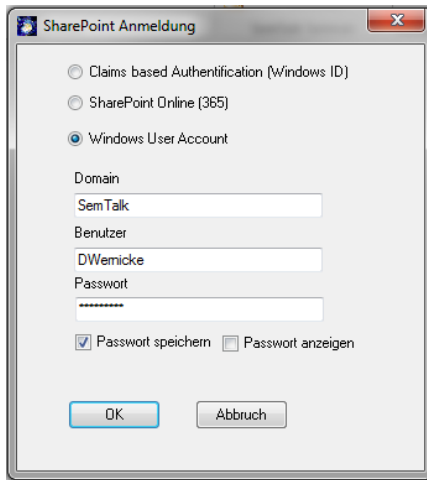 SharePoint Anmeldung
Claims based Authentification (Windows ID)
SharePoint Online (365)
Windows User Account
Domain
SemTalk
Benutzer
DWernicke
Passwort
*********
Passwort speichern Passwort anzeigen
OK Abbruch